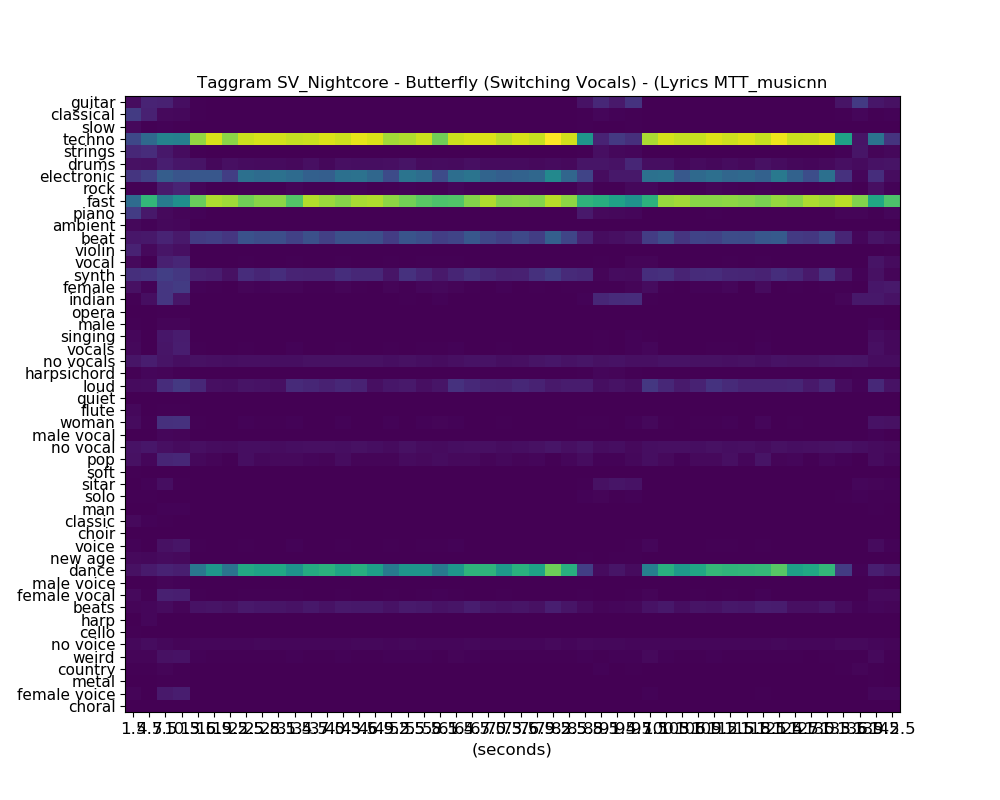 Taggram SV_Nightcore - Butterfly (Switching Vocals) - (Lyrics MTT_musicnn
guitar
classical
slow
techno
strings
drums
electronic
rock
fast
piano
ambient
beat
violin
vocal
synth
female
indian
opera
male
singing
vocals
no vocals
harpsichord
loud
quiet
flute
woman
male vocal
no vocal
pop
soft
sitar
solo
man
classic
choir
voice
new age
dance
male voice
female vocal
beats
harp
cello
no voice
weird
country
metal
female voice
choral
(seconds)